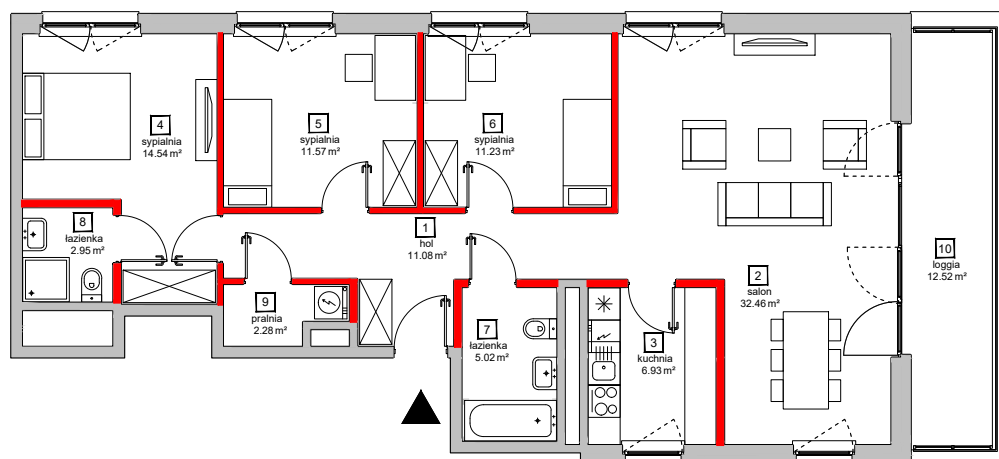 4
sypialnia
14.54 m²
5
sypialnia
11.57 m²
6
sypialnia
11.23 m²
8
łazienka
2.95 m²
1
hol
11.08 m²
10
loggia
12.52 m²
2
salon
32.46 m²
9
pralnia
2.28 m²
7
łazienka
5.02 m²
3
kuchnia
6.93 m²